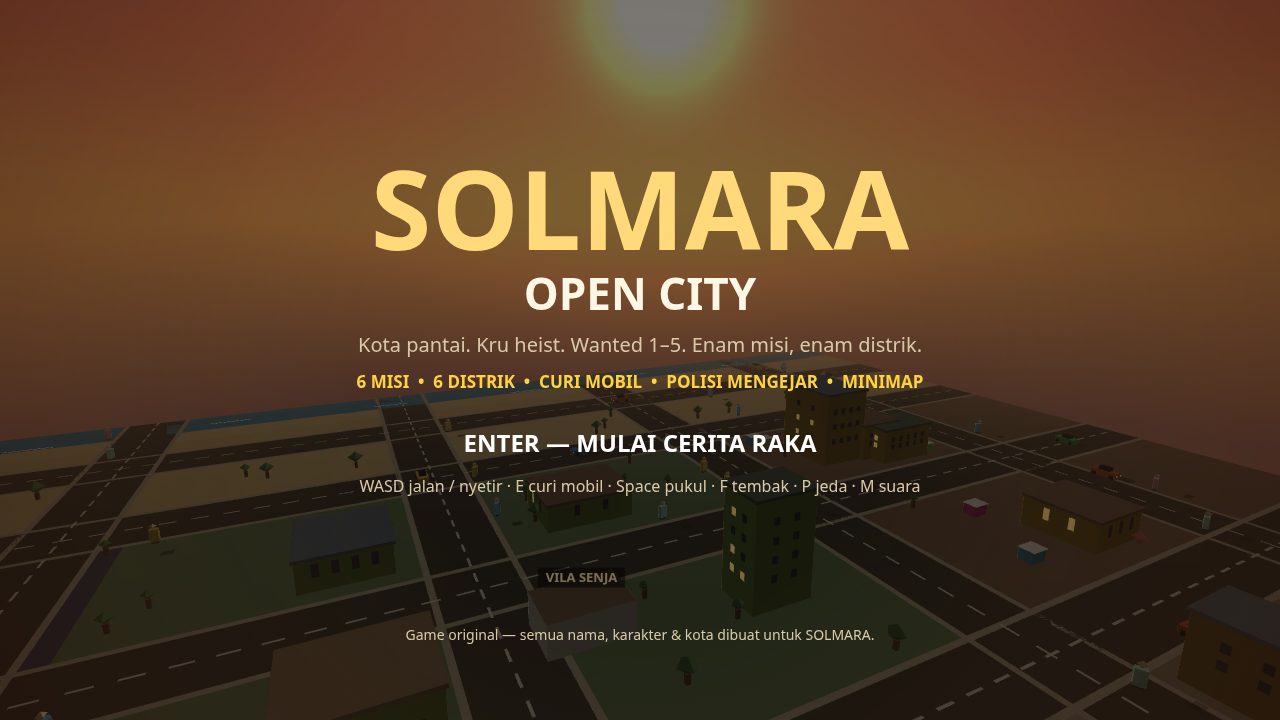 SOLMARA
OPEN CITY
Kota pantai. Kru heist. Wanted 1–5. Enam misi, enam distrik.
6 MISI • 6 DISTRIK • CURI MOBIL • POLISI MENGEJAR • MINIMAP
ENTER — MULAI CERITA RAKA
WASD jalan / nyetir · E curi mobil · Space pukul · F tembak · P jeda · M suara
VILA SENJA
Game original — semua nama, karakter & kota dibuat untuk SOLMARA.